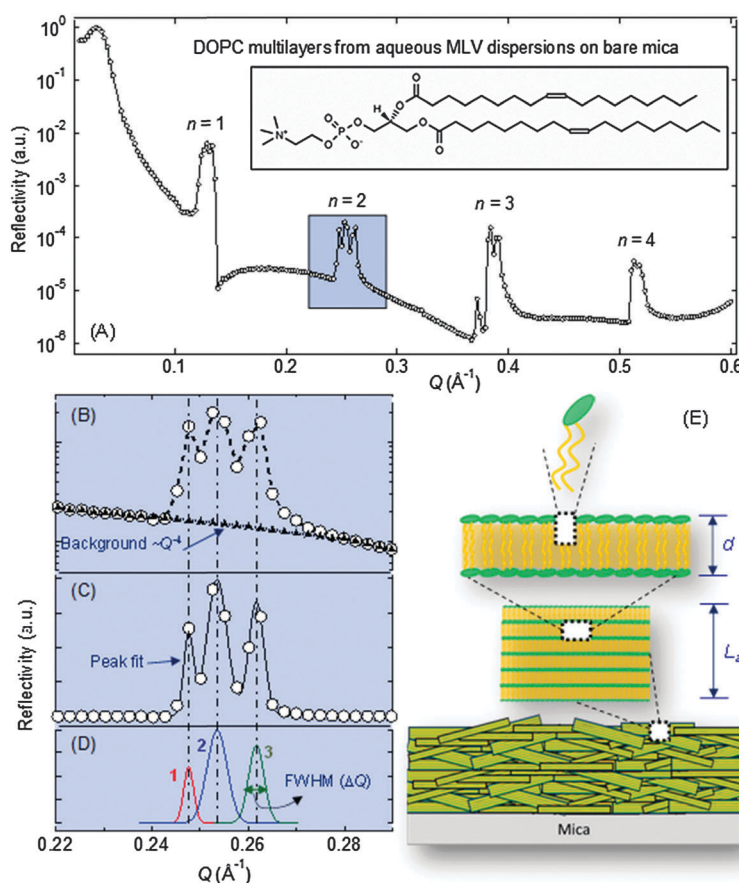 DOPC multilayers from aqueous MLV dispersions on bare mica
Reflectivity (a.u.)
10⁰
10⁻¹
10⁻²
10⁻³
10⁻⁴
10⁻⁵
10⁻⁶
n = 1
n = 2
n = 3
n = 4
O
H
O
O
P
O
O
O⁻
N⁺
O
O
(A)
0.1
0.2
0.3
0.4
0.5
0.6
Q (Å⁻¹)
(B)
Background ~Q⁻⁴
(C)
Peak fit
Reflectivity (a.u.)
(D)
1
2
3
FWHM (ΔQ)
0.22
0.24
0.26
0.28
Q (Å⁻¹)
(E)
d
Mica